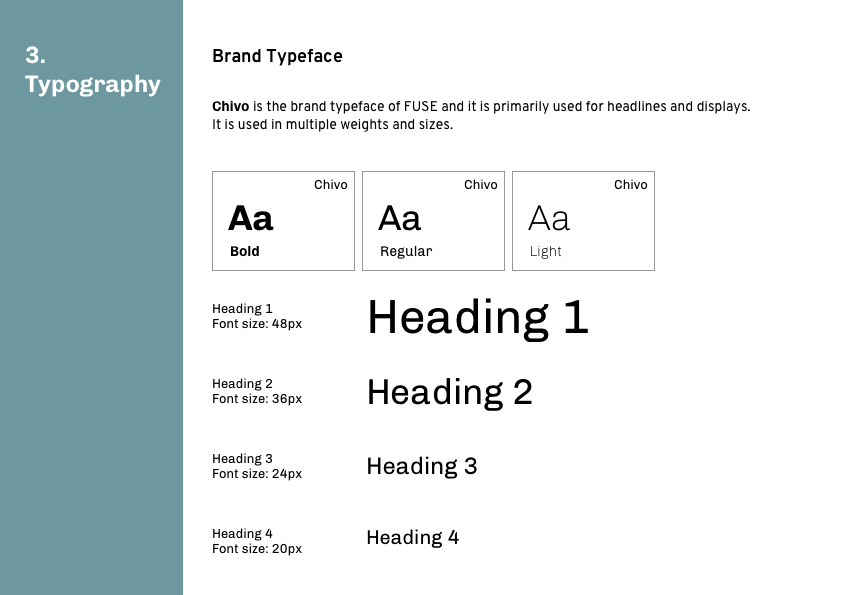 3.
Typography
Brand Typeface
Chivo is the brand typeface of FUSE and it is primarily used for headlines and displays.
It is used in multiple weights and sizes.
Chivo
Aa
Bold
Chivo
Aa
Regular
Chivo
Aa
Light
Heading 1
Font size: 48px
Heading 1
Heading 2
Font size: 36px
Heading 2
Heading 3
Font size: 24px
Heading 3
Heading 4
Font size: 20px
Heading 4